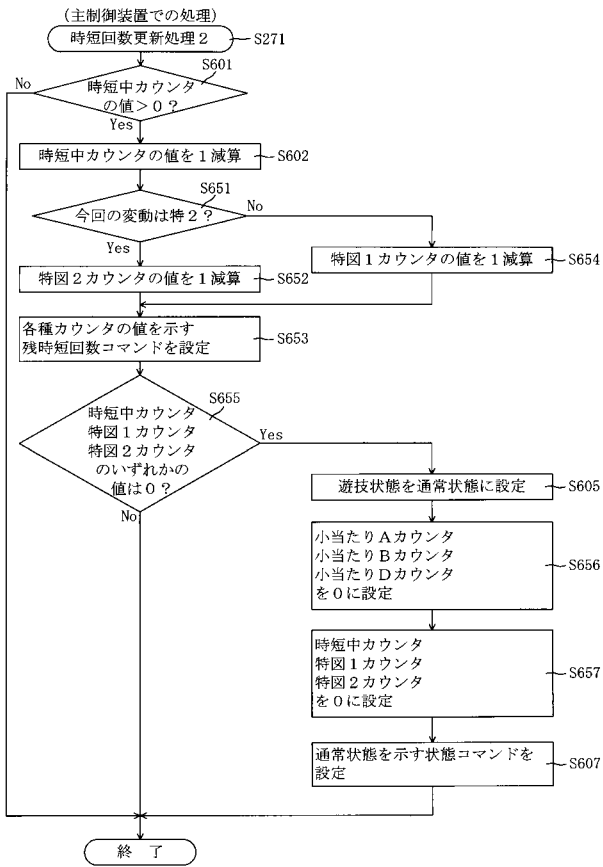 (主制御装置での処理)
時短回数更新処理２
S271
S601
No
時短中カウンタ
の値＞０？
Yes
時短中カウンタの値を１減算
S602
S651
今回の変動は特２？
No
Yes
特図２カウンタの値を１減算
S652
特図１カウンタの値を１減算
S654
各種カウンタの値を示す
残時短回数コマンドを設定
S653
S655
時短中カウンタ
特図１カウンタ
特図２カウンタ
のいずれかの
値は０？
Yes
No
遊技状態を通常状態に設定
S605
小当たりＡカウンタ
小当たりＢカウンタ
小当たりＤカウンタ
を０に設定
S656
時短中カウンタ
特図１カウンタ
特図２カウンタ
を０に設定
S657
通常状態を示す状態コマンドを
設定
S607
終 了